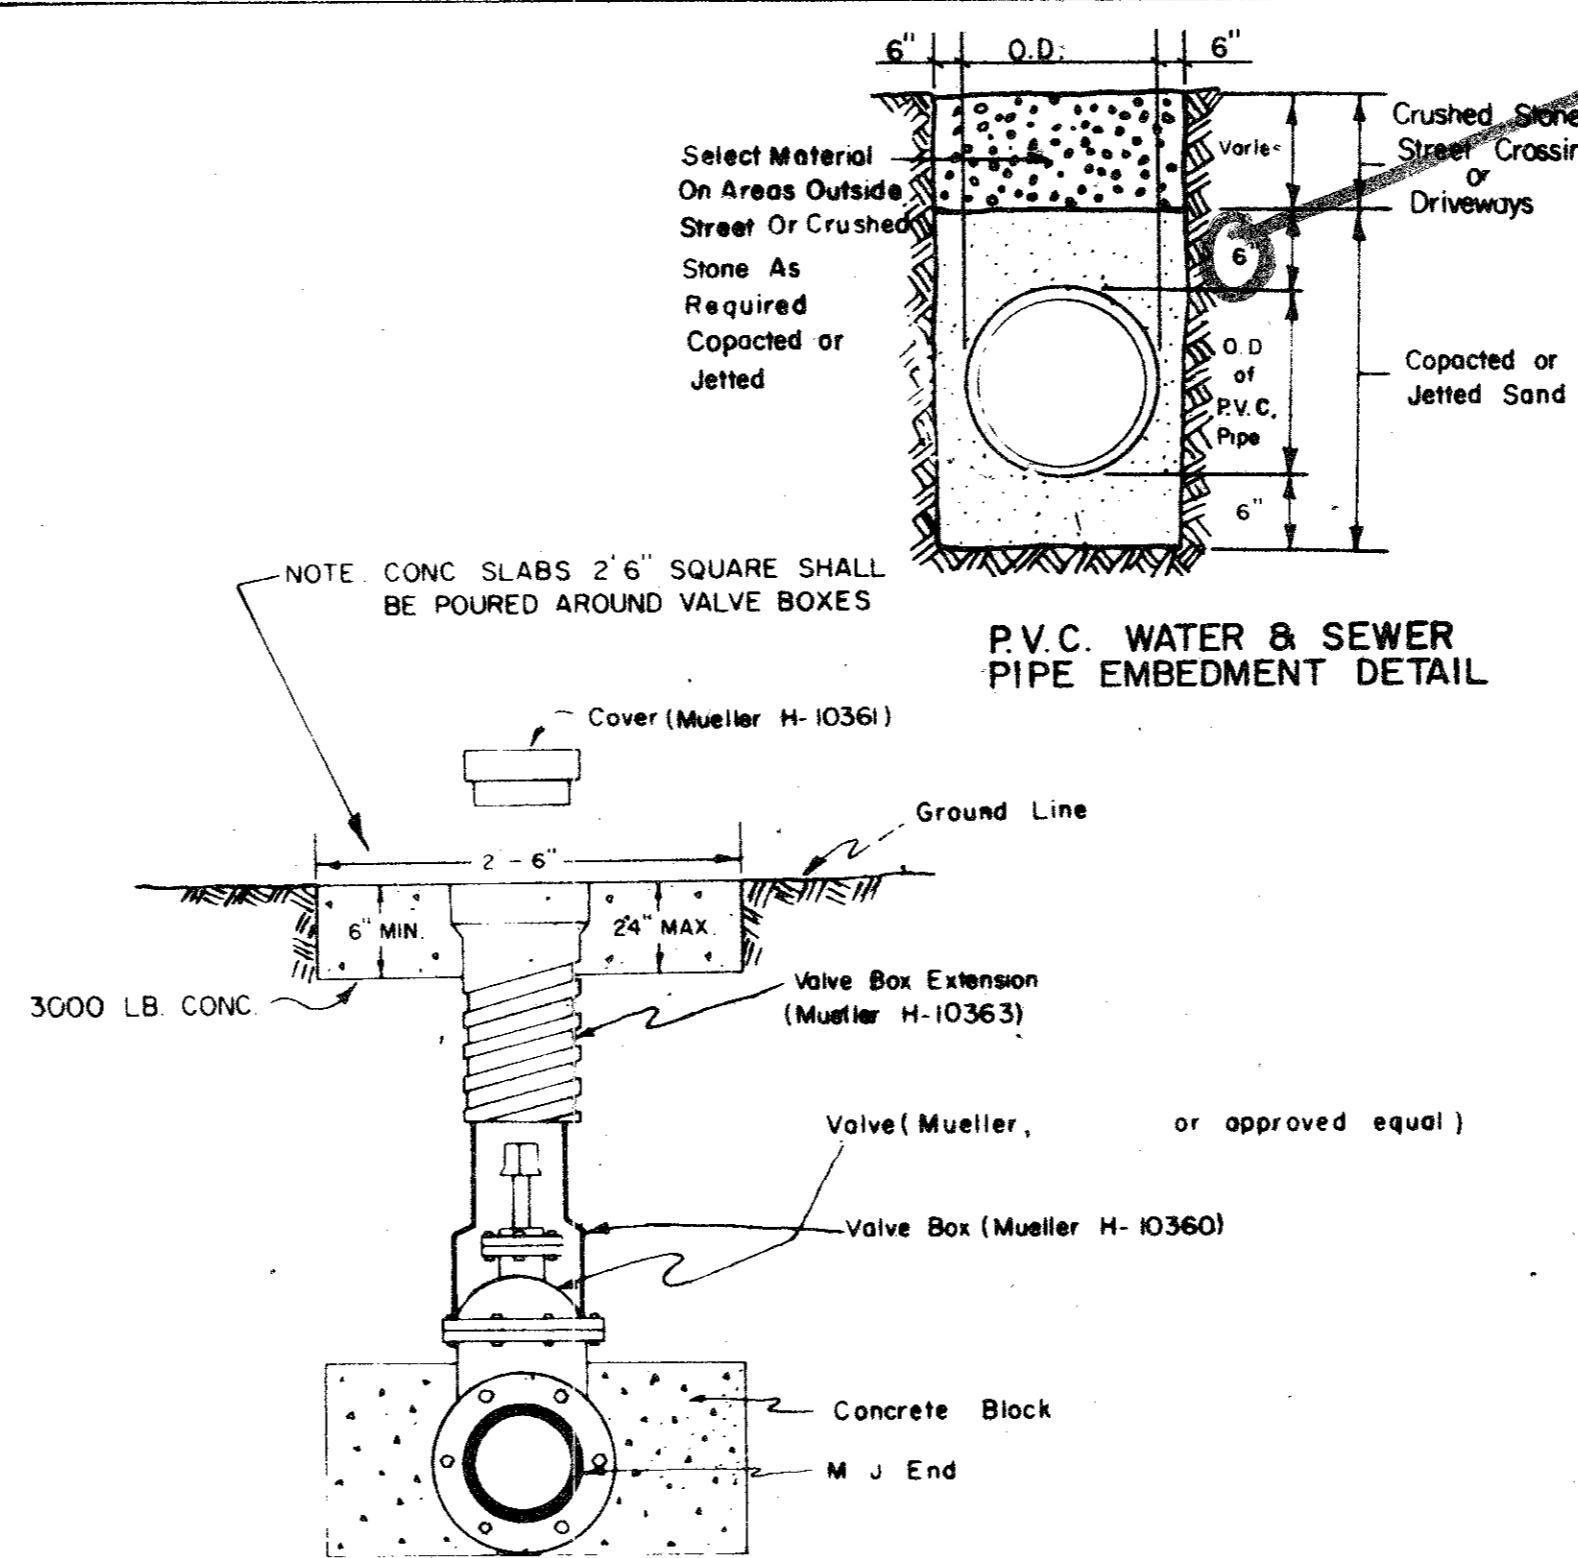 6" O.D. 6"
Select Material
On Areas Outside
Street Or Crushed
Stone As
Required
Copacted or
Jetted
Varies
6"
O.D
of
P.V.C.
Pipe
6"
Crushed Stone
Street
or
Driveways
Copacted or
Jetted Sand
P.V.C. WATER & SEWER
PIPE EMBEDMENT DETAIL
NOTE. CONC SLABS 2'6" SQUARE SHALL
BE POURED AROUND VALVE BOXES
Cover (Mueller H-10361)
Ground Line
2'-6"
6" MIN.
24" MAX.
3000 LB. CONC.
Valve Box Extension
(Mueller H-10363)
Valve (Mueller, or approved equal)
Valve Box (Mueller H-10360)
Concrete Block
M J End